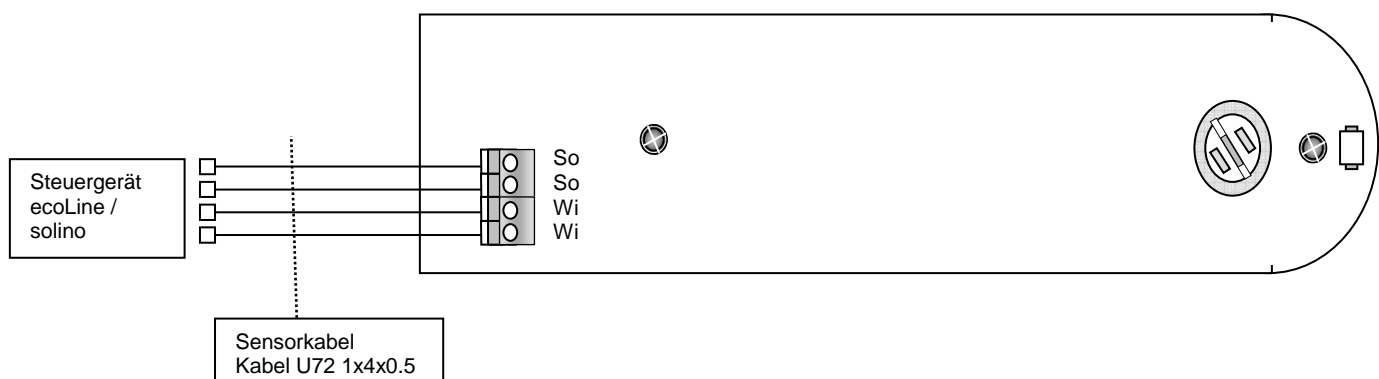 So
So
Wi
Wi
Steuergerät
ecoLine /
solino
Sensorkabel
Kabel U72 1x4x0.5